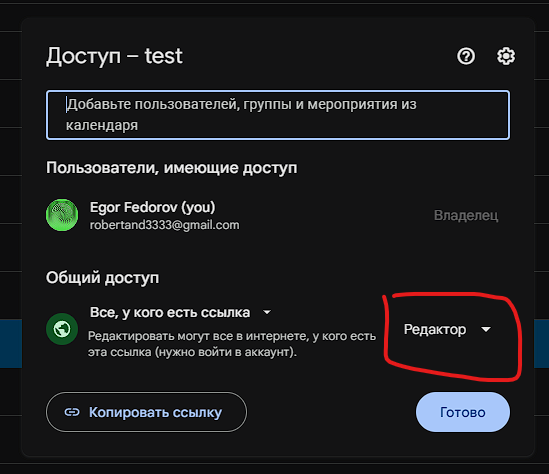 Доступ – test
Добавьте пользователей, группы и мероприятия из
календаря
Пользователи, имеющие доступ
Egor Fedorov (you)
robertand3333@gmail.com
Владелец
Общий доступ
Все, у кого есть ссылка
Редактировать могут все в интернете, у кого есть
эта ссылка (нужно войти в аккаунт).
Редактор
Копировать ссылку
Готово